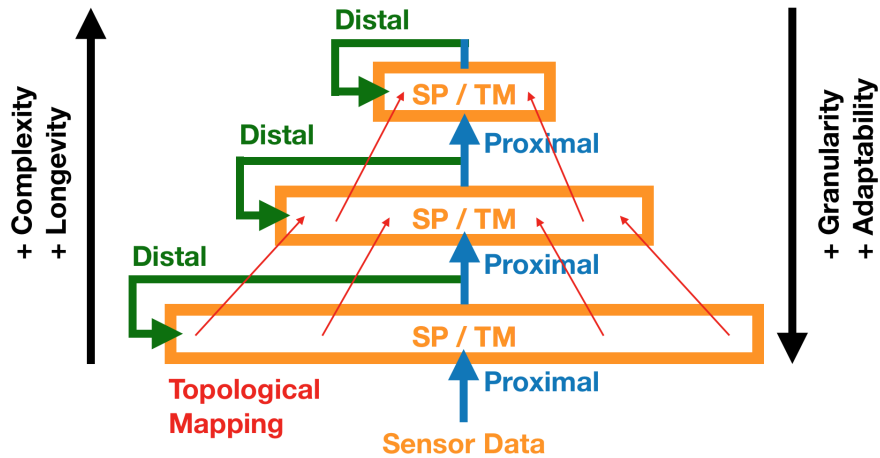 Distal
SP / TM
Distal
Proximal
SP / TM
Distal
Proximal
SP / TM
Topological
Mapping
Proximal
Sensor Data
+ Complexity
+ Longevity
+ Granularity
+ Adaptability